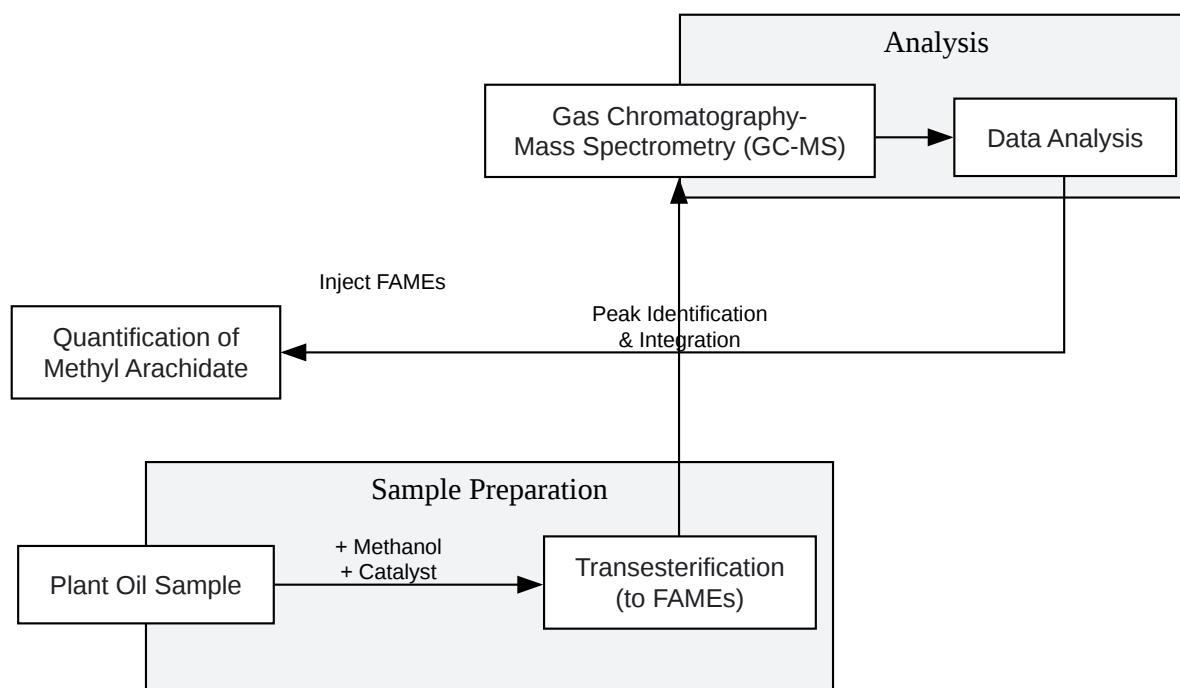 Analysis
Gas Chromatography-
Mass Spectrometry (GC-MS)
Data Analysis
Inject FAMEs
Peak Identification
& Integration
Quantification of
Methyl Arachidate
Sample Preparation
+ Methanol
+ Catalyst
Plant Oil Sample
Transesterification
(to FAMEs)